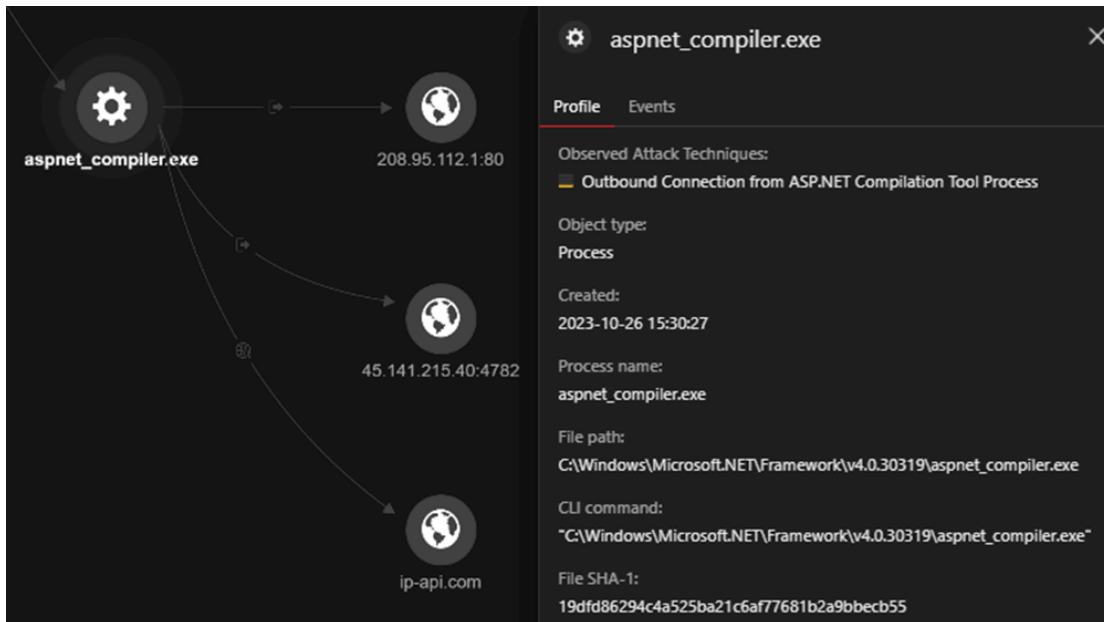 aspnet_compiler.exe
208.95.112.1:80
45.141.215.40:4782
ip-api.com
aspnet_compiler.exe
Profile Events
Observed Attack Techniques:
Outbound Connection from ASP.NET Compilation Tool Process
Object type:
Process
Created:
2023-10-26 15:30:27
Process name:
aspnet_compiler.exe
File path:
C:\Windows\Microsoft.NET\Framework\v4.0.30319\aspnet_compiler.exe
CLI command:
"C:\Windows\Microsoft.NET\Framework\v4.0.30319\aspnet_compiler.exe"
File SHA-1:
19dfd86294c4a525ba21c6af77681b2a9bbecb55